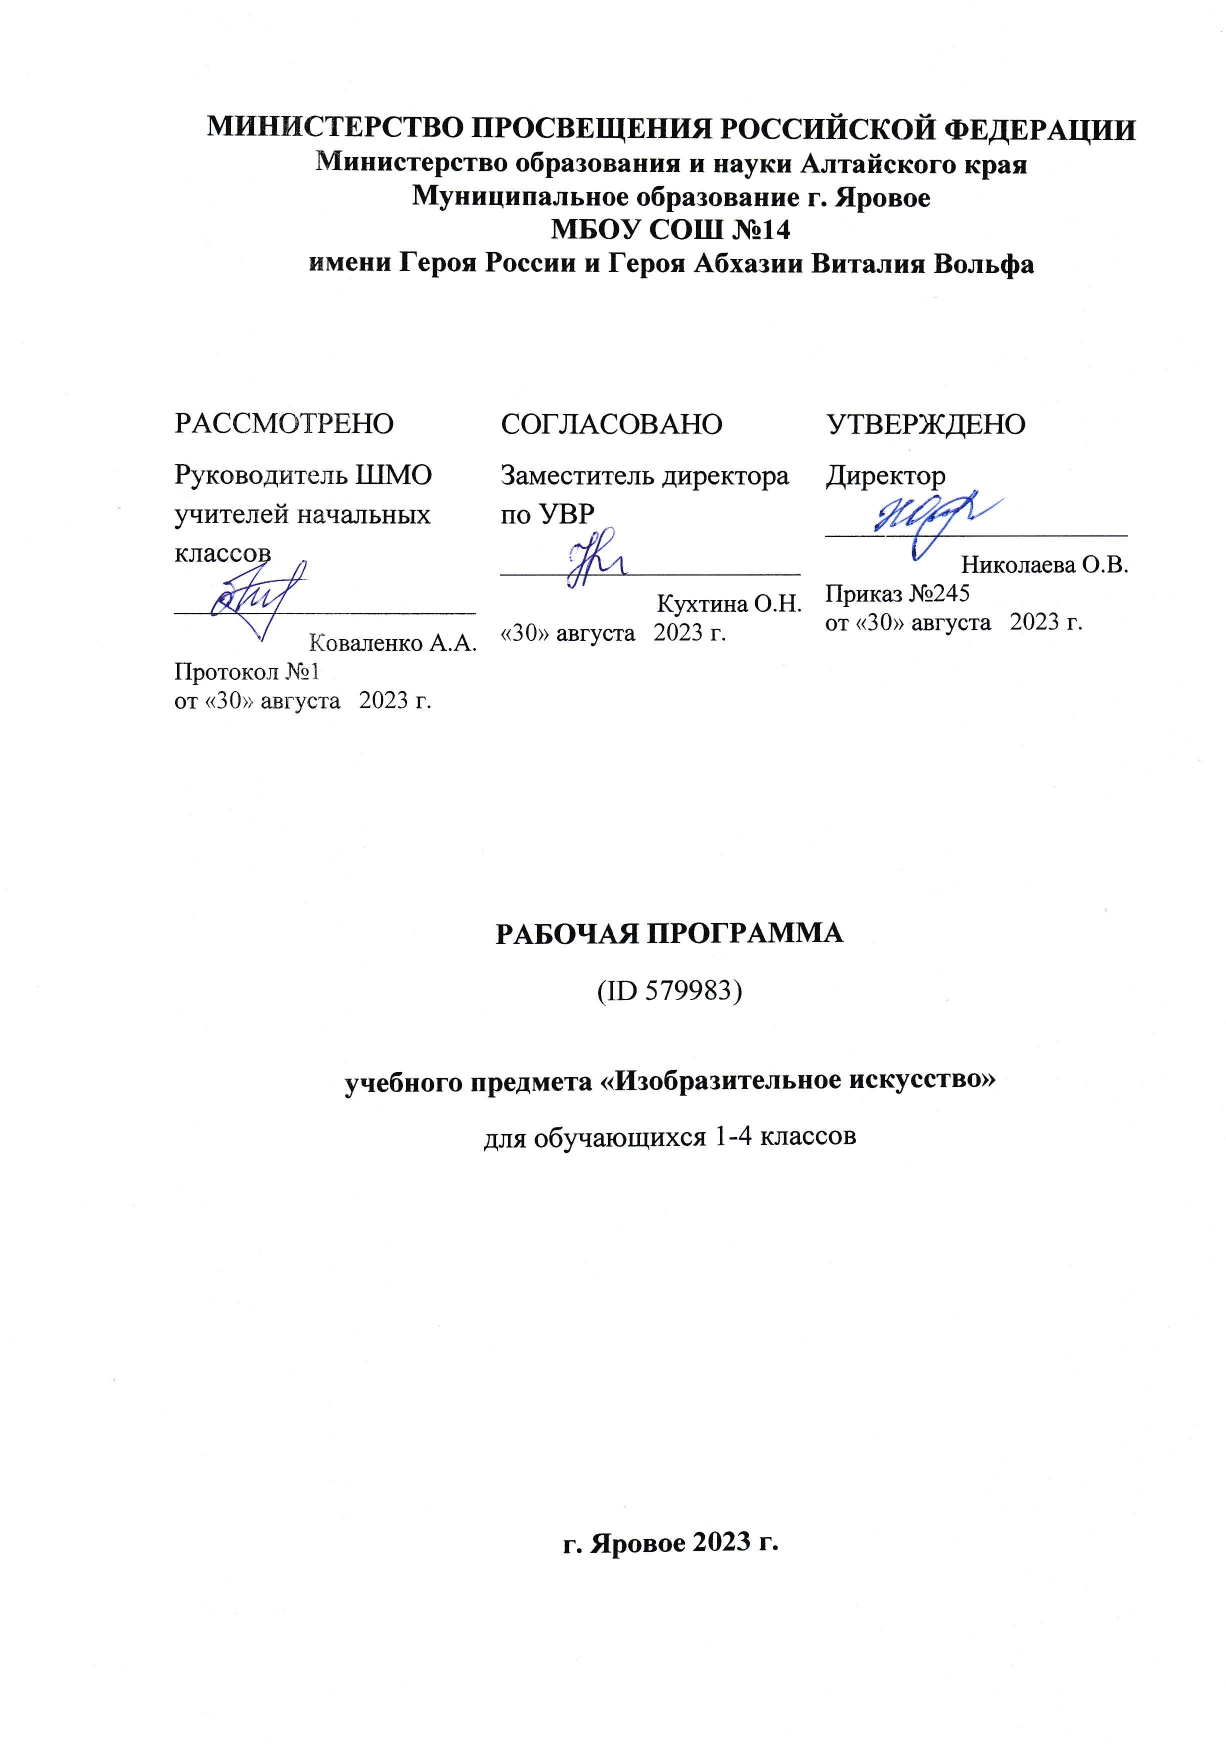 МИНИСТЕРСТВО ПРОСВЕЩЕНИЯ РОССИЙСКОЙ ФЕДЕРАЦИИ
Министерство образования и науки Алтайского края
Муниципальное образование г. Яровое
МБОУ СОШ №14
имени Героя России и Героя Абхазии Виталия Вольфа
РАССМОТРЕНО
Руководитель ШМО
учителей начальных
классов
Коваленко А.А.
Протокол №1
от «30» августа 2023 г.
СОГЛАСОВАНО
Заместитель директора
по УВР
Кухтина О.Н.
«30» августа 2023 г.
УТВЕРЖДЕНО
Директор
Николаева О.В.
Приказ №245
от «30» августа 2023 г.
РАБОЧАЯ ПРОГРАММА
(ID 579983)
учебного предмета «Изобразительное искусство»
для обучающихся 1-4 классов
г. Яровое 2023 г.